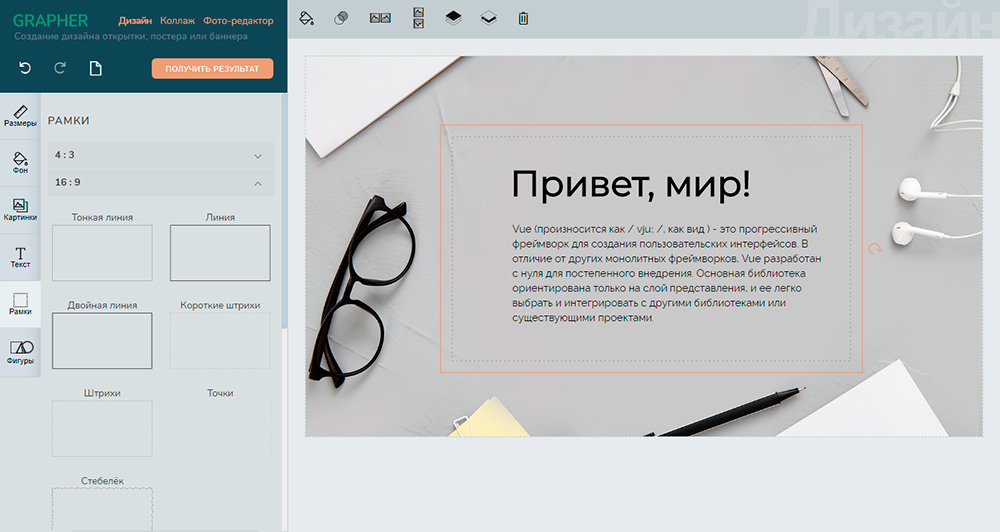 GRAPHER
Дизайн Коллаж Фото-редактор
Создание дизайна открытки, постера или баннера
ПОЛУЧИТЬ РЕЗУЛЬТАТ
Дизайн
Размеры
Фон
Картинки
Текст
Рамки
Фигуры
РАМКИ
4 : 3
16 : 9
Тонкая линия
Линия
Двойная линия
Короткие штрихи
Штрихи
Точки
Стебелёк
Привет, мир!
Vue (произносится как / vju: /, как вид ) - это прогрессивный
фреймворк для создания пользовательских интерфейсов. В
отличие от других монолитных фреймворков, Vue разработан
с нуля для постепенного внедрения. Основная библиотека
ориентирована только на слой представления, и ее легко
выбрать и интегрировать с другими библиотеками или
существующими проектами.